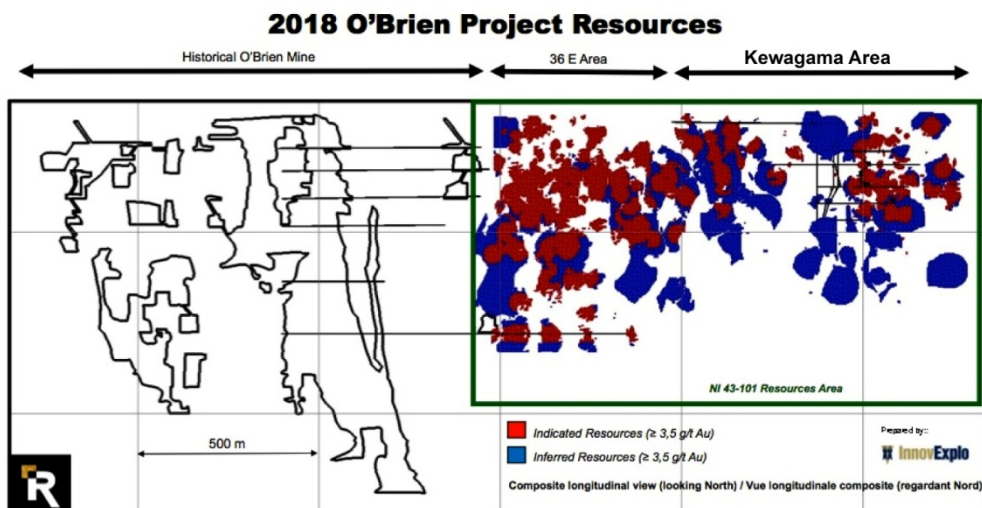 2018 O'Brien Project Resources
Historical O'Brien Mine
36 E Area
Kewagama Area
NI 43-101 Resources Area
500 m
Indicated Resources (≥ 3,5 g/t Au)
Inferred Resources (≥ 3,5 g/t Au)
Prepared by::
InnovExplo
R
Composite longitudinal view (looking North) / Vue longitudinale composite (regardant Nord)